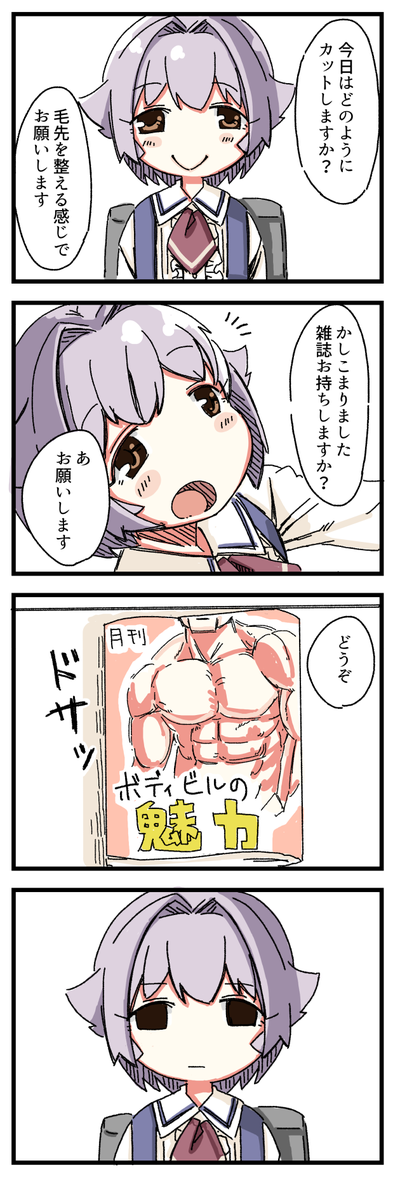 今日はどのように
カットしますか？
毛先を整える感じで
お願いします
かしこまりました
雑誌お持ちしますか？
あ
お願いします
どうぞ
月刊
ボディビルの
魅力
ドサッ